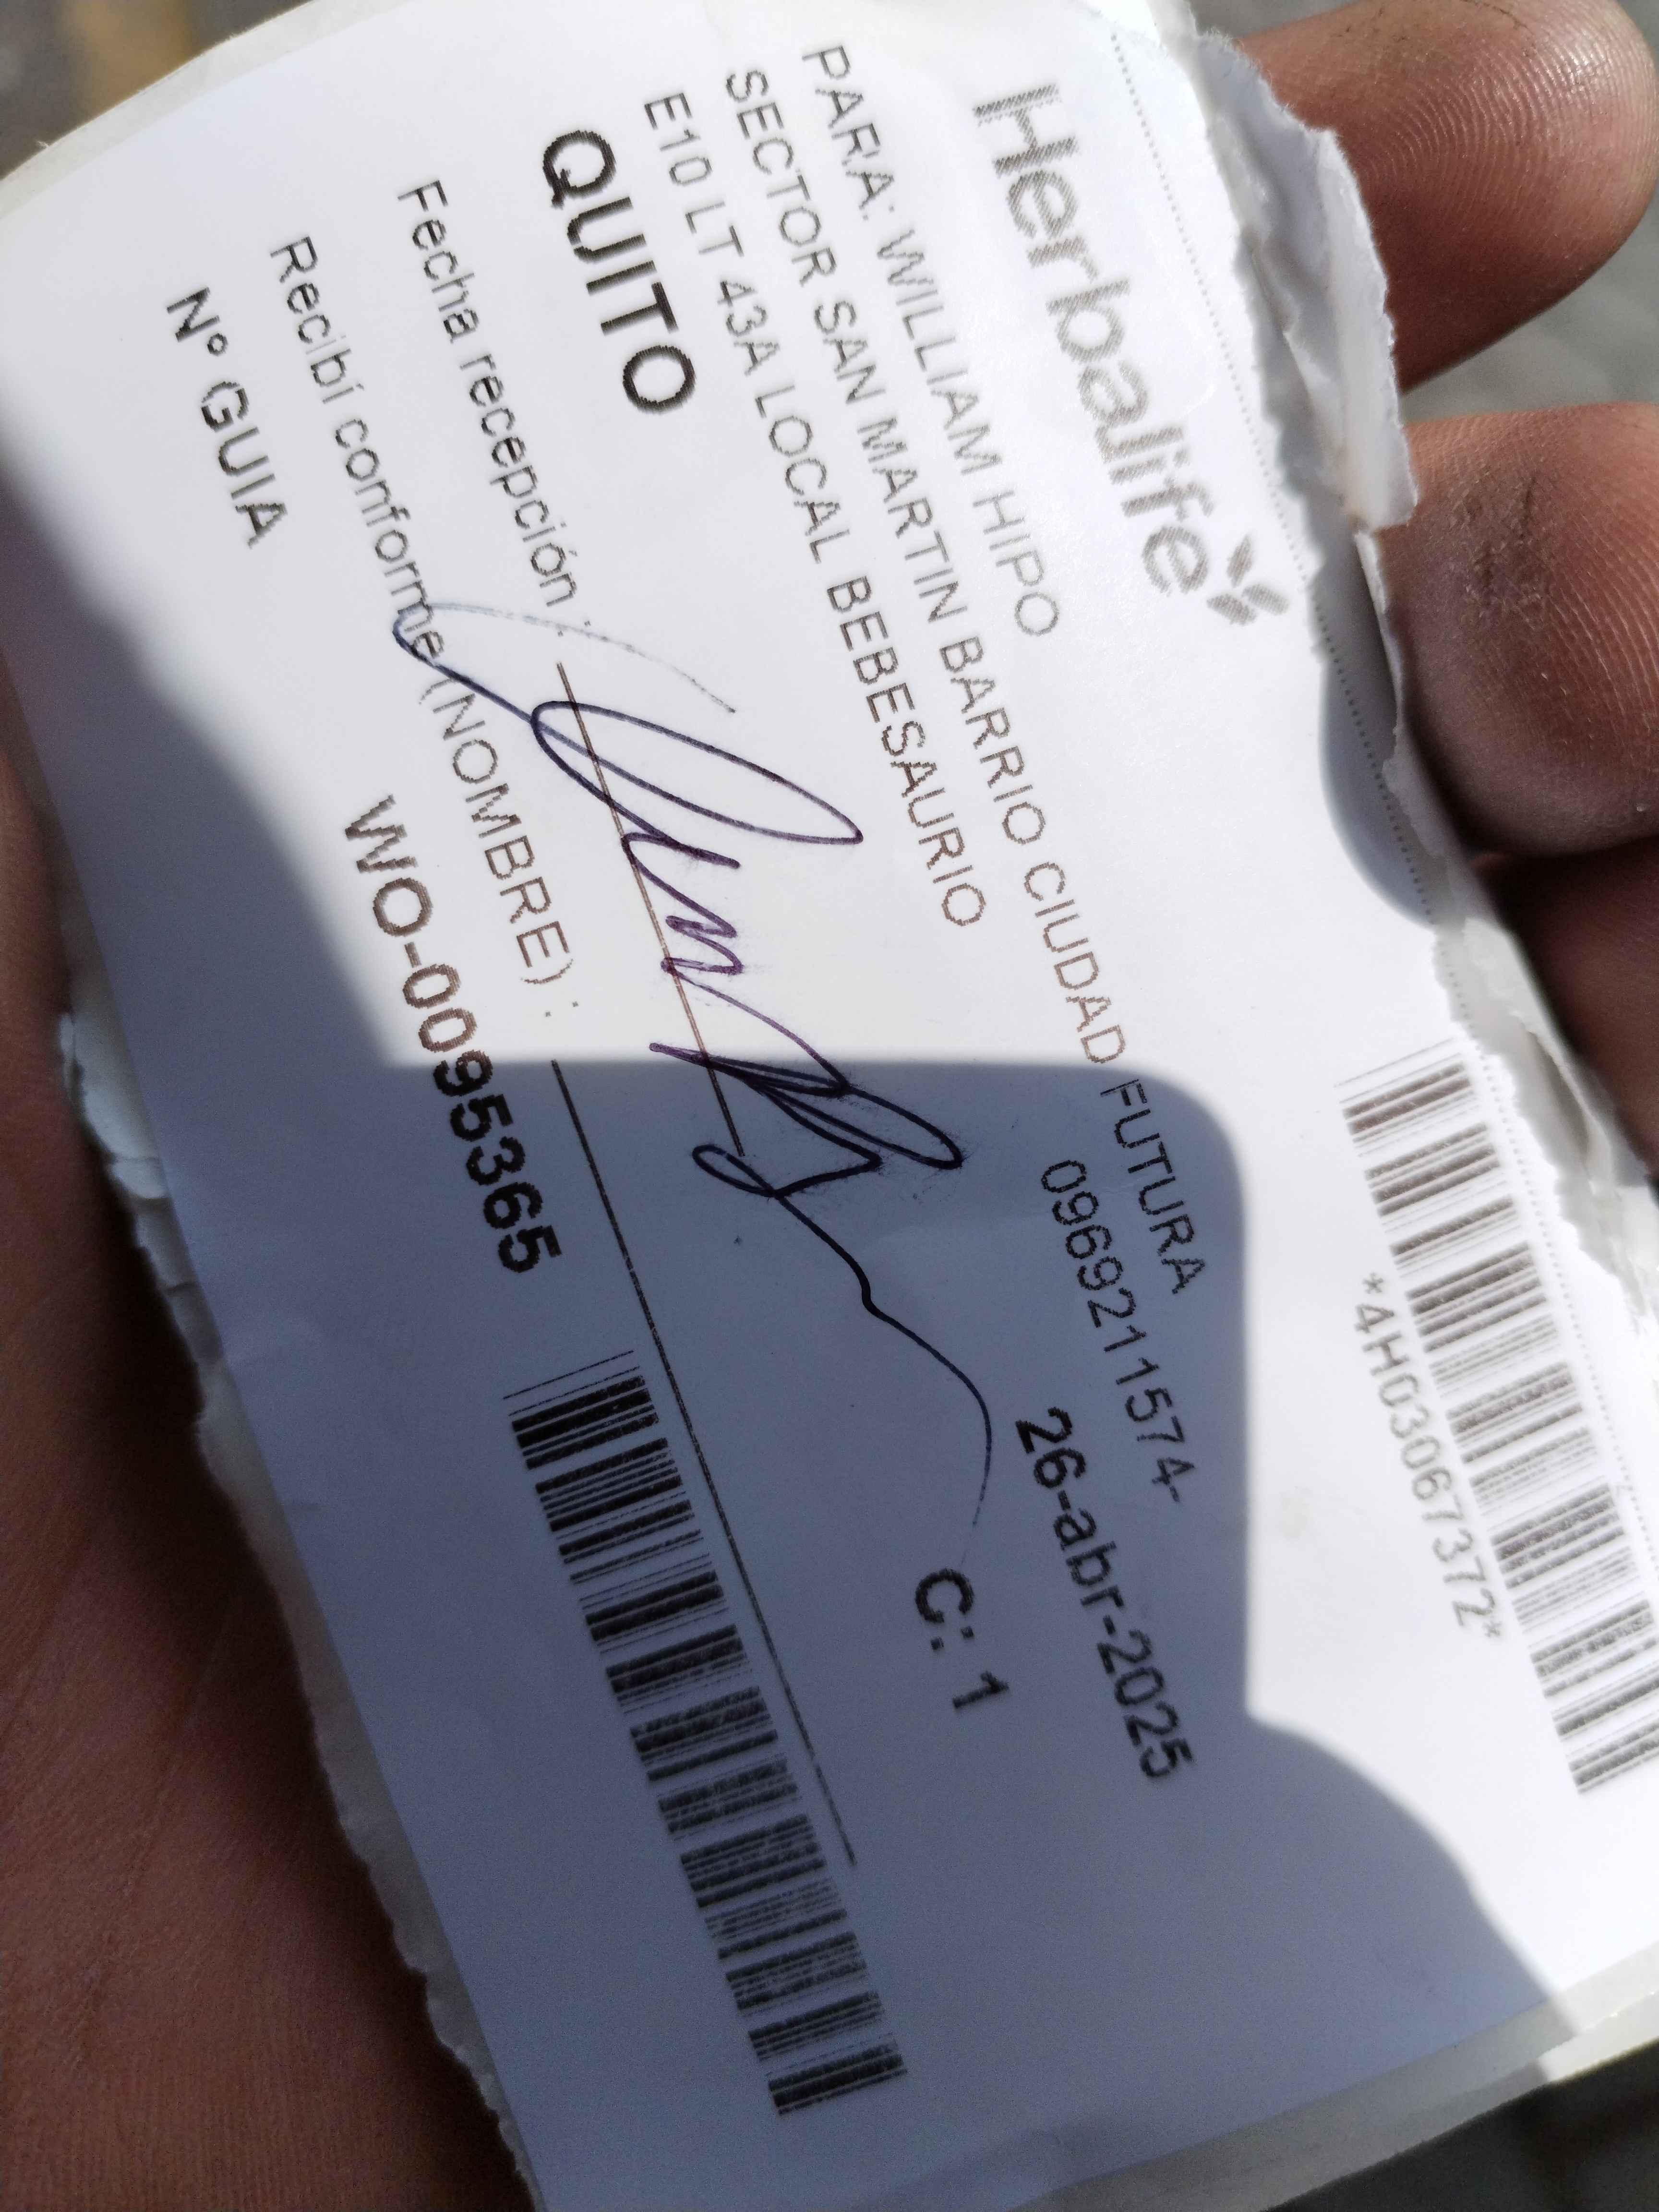 Herbalife
*4H03067372*
PARA: WILLIAM HIPO
SECTOR SAN MARTIN BARRIO CIUDAD FUTURA
E10 LT 43A LOCAL BEBESAURIO
0969211574-
QUITO
26-abr-2025
C: 1
Fecha recepción :
Recibí conforme (NOMBRE) :
Nº GUIA
WO-0095365